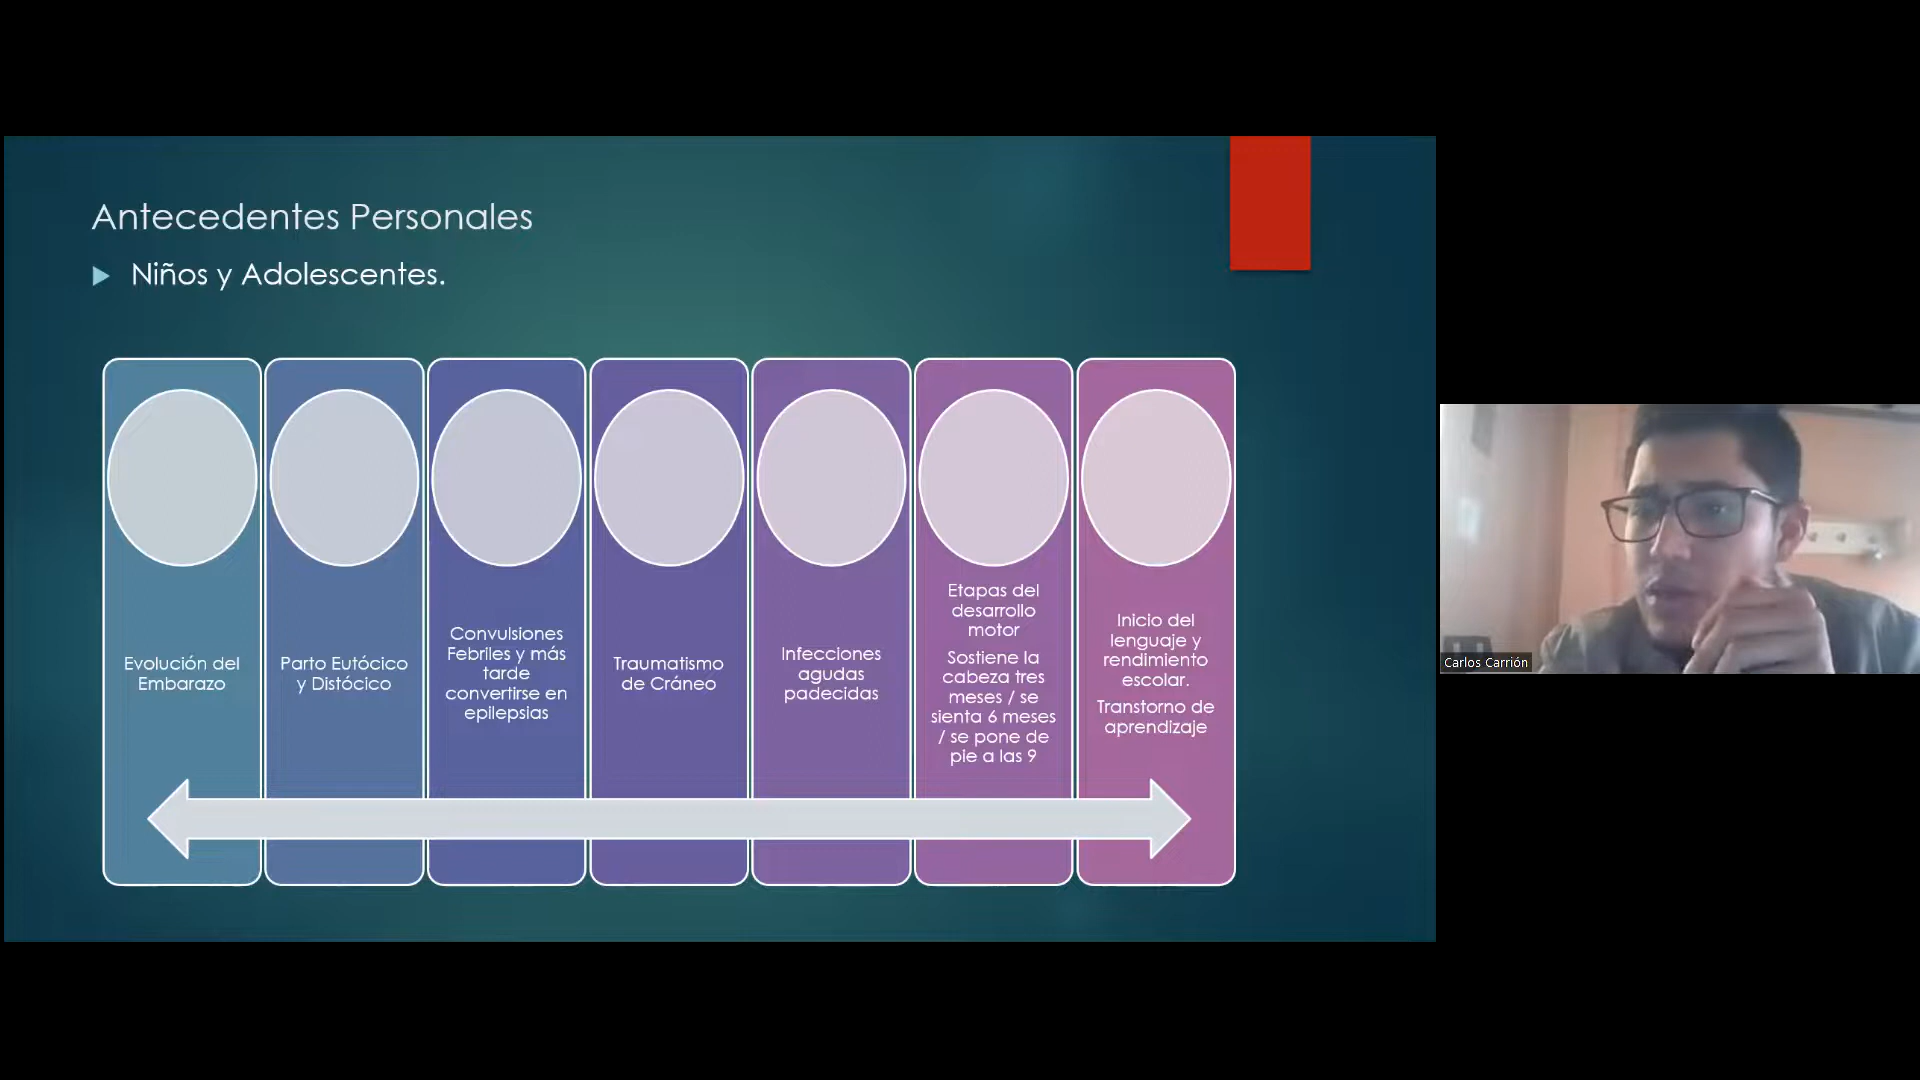 Antecedentes Personales
Niños y Adolescentes.
Evolución del
Embarazo
Parto Eutócico
y Distócico
Convulsiones
Febriles y más
tarde
convertirse en
epilepsias
Traumatismo
de Cráneo
Infecciones
agudas
padecidas
Etapas del
desarrollo
motor
Sostiene la
cabeza tres
meses / se
sienta 6 meses
/ se pone de
pie a las 9
Inicio del
lenguaje y
rendimiento
escolar.
Transtorno de
aprendizaje
Carlos Carrión